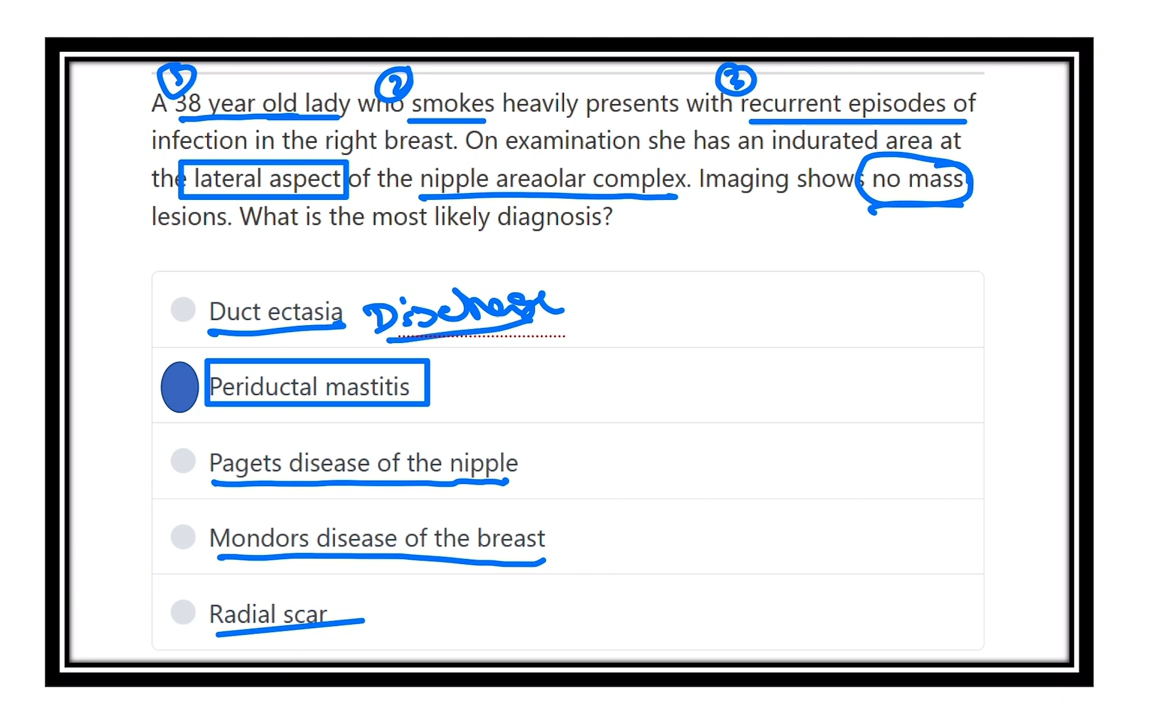 1 2 3
A 38 year old lady who smokes heavily presents with recurrent episodes of
infection in the right breast. On examination she has an indurated area at
the lateral aspect of the nipple areaolar complex. Imaging shows no mass
lesions. What is the most likely diagnosis?
Duct ectasia Discharge
Periductal mastitis
Pagets disease of the nipple
Mondors disease of the breast
Radial scar